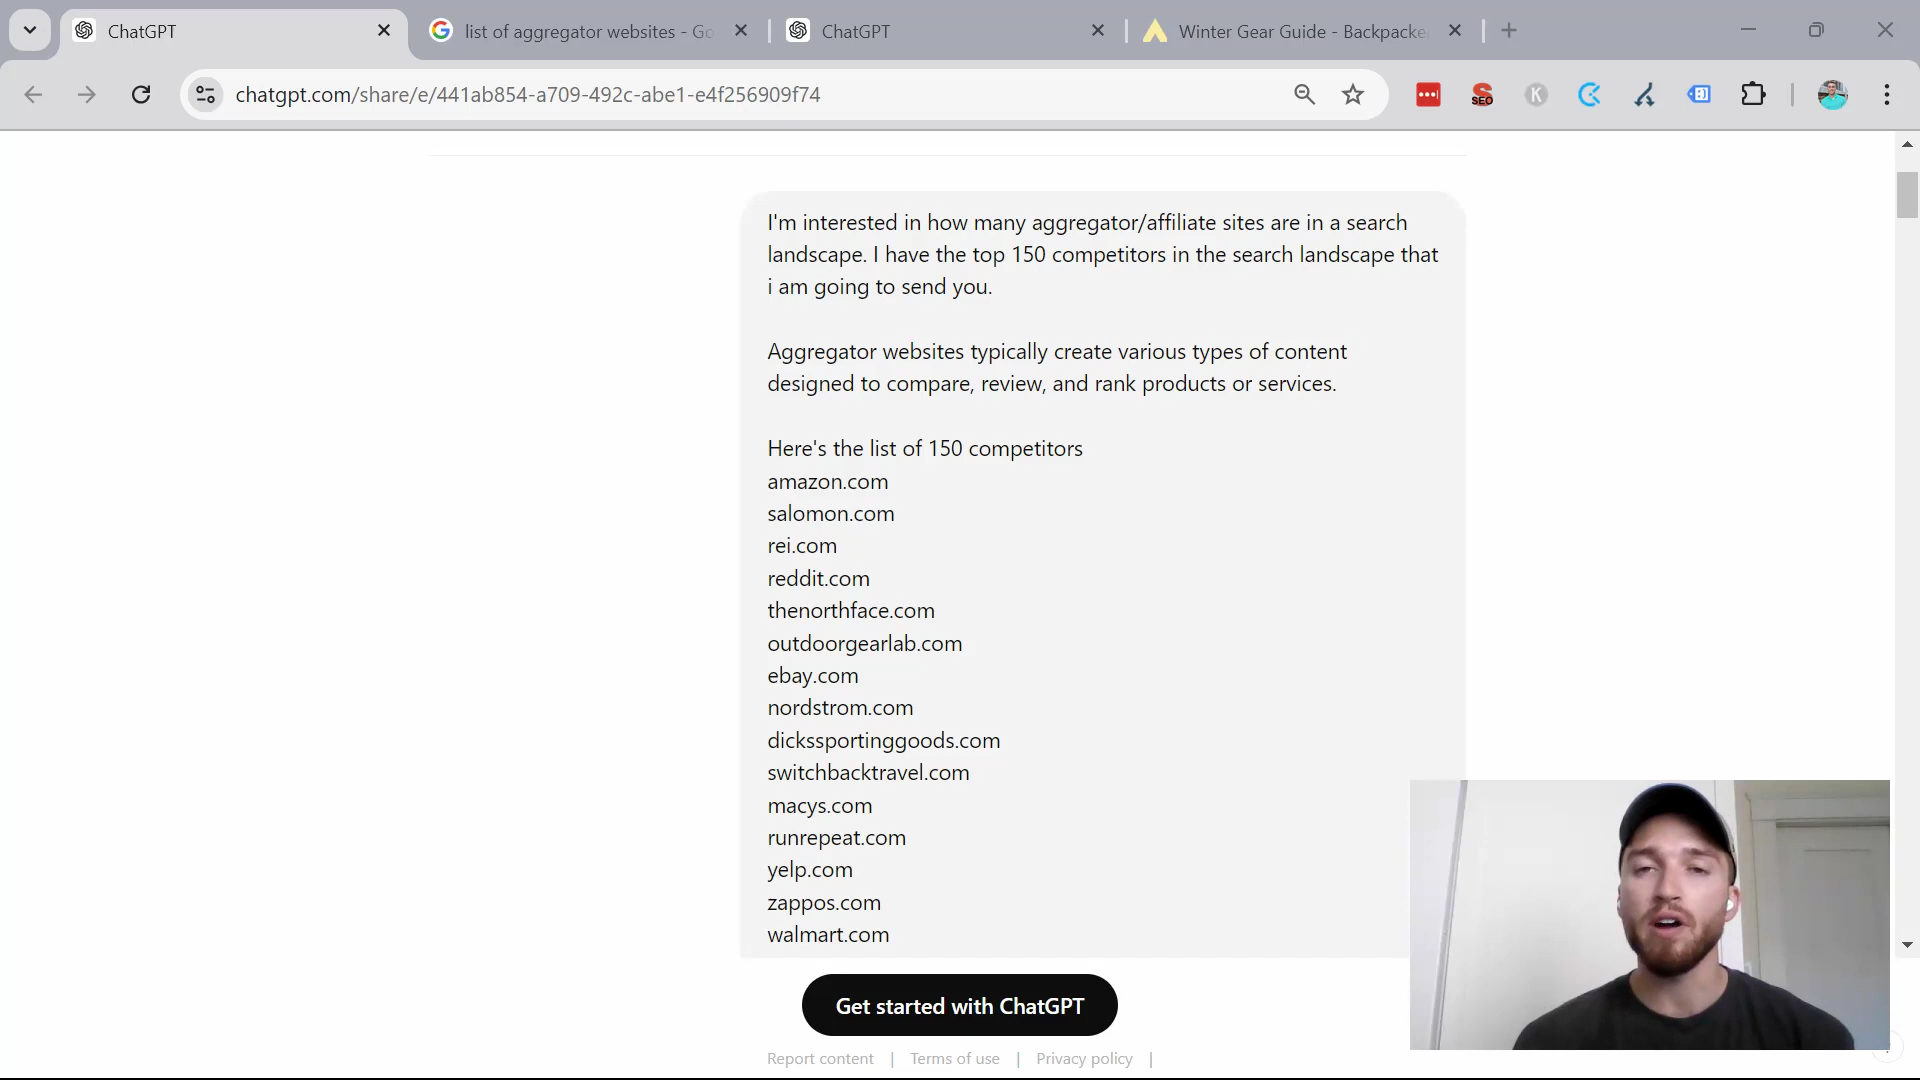 ChatGPT
list of aggregator websites - Go
ChatGPT
Winter Gear Guide - Backpacke
chatgpt.com/share/e/441ab854-a709-492c-abe1-e4f256909f74
SEO
K
I'm interested in how many aggregator/affiliate sites are in a search
landscape. I have the top 150 competitors in the search landscape that
i am going to send you.
Aggregator websites typically create various types of content
designed to compare, review, and rank products or services.
Here's the list of 150 competitors
amazon.com
salomon.com
rei.com
reddit.com
thenorthface.com
outdoorgearlab.com
ebay.com
nordstrom.com
dickssportinggoods.com
switchbacktravel.com
macys.com
runrepeat.com
yelp.com
zappos.com
walmart.com
Get started with ChatGPT
Report content | Terms of use | Privacy policy |